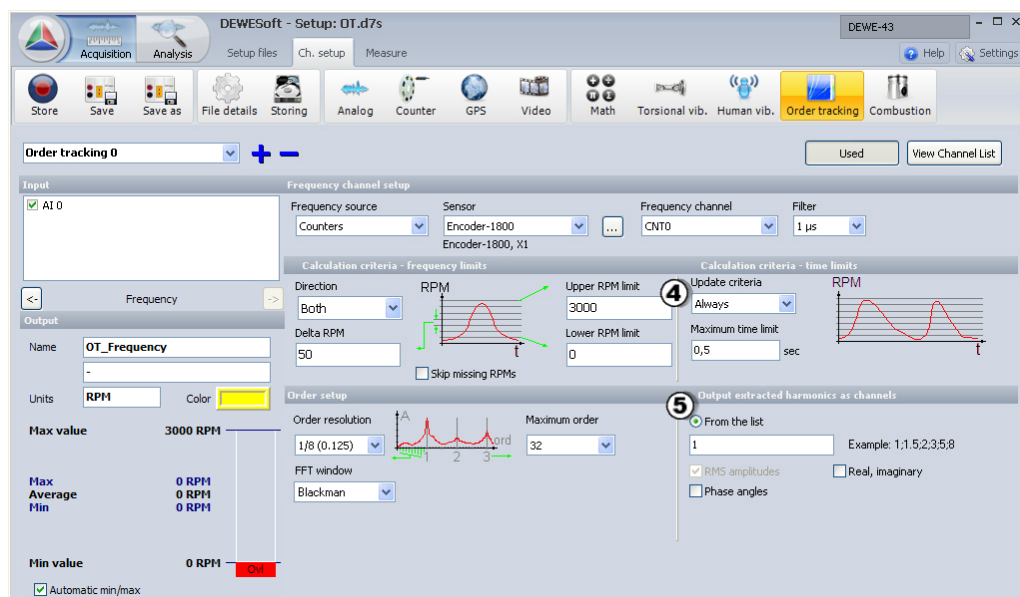 DEWESoft - Setup: OT.d7s
DEWE-43
Acquisition Analysis Setup files Ch. setup Measure Help Settings
Store Save Save as File details Storing Analog Counter GPS Video Math Torsional vib. Human vib. Order tracking Combustion
Order tracking 0 Used View Channel List
Input
AI 0
<- Frequency ->
Output
Name OT_Frequency
-
Units RPM Color
Max value 3000 RPM
Max 0 RPM
Average 0 RPM
Min 0 RPM
Min value 0 RPM Ovl
Automatic min/max
Frequency channel setup
Frequency source Sensor Frequency channel Filter
Counters Encoder-1800 ... CNT0 1 µs
Encoder-1800, X1
Calculation criteria - frequency limits
Direction RPM Upper RPM limit
Both 3000
Delta RPM Lower RPM limit
50 t 0
Skip missing RPMs
Calculation criteria - time limits
4 Update criteria RPM
Always
Maximum time limit
0,5 sec t
Order setup
Order resolution A Maximum order
1/8 (0.125) ord 32
1 2 3
FFT window
Blackman
Output extracted harmonics as channels
5 From the list
1 Example: 1;1.5;2;3;5;8
RMS amplitudes Real, imaginary
Phase angles